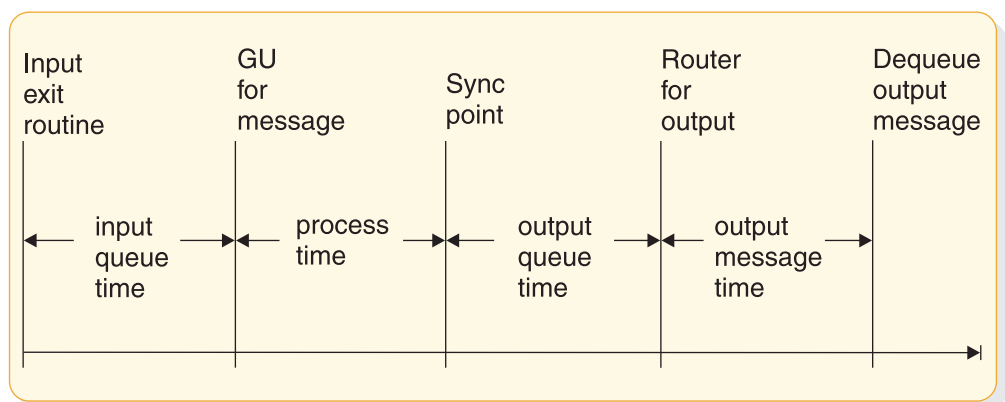 Input
exit
routine
GU
for
message
Sync
point
Router
for
output
Dequeue
output
message
input
queue
time
process
time
output
queue
time
output
message
time